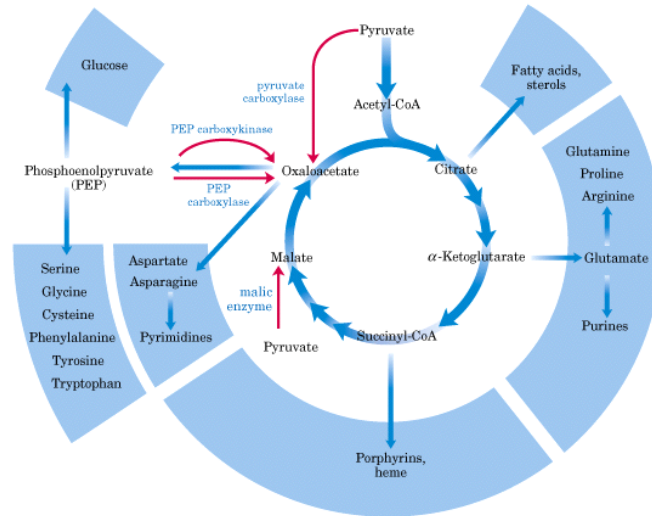 Pyruvate
Glucose
pyruvate
carboxylase
Fatty acids,
sterols
Acetyl-CoA
PEP carboxykinase
Phosphoenolpyruvate
(PEP)
Oxaloacetate
Citrate
PEP
carboxylase
Glutamine
Proline
Arginine
Serine
Glycine
Cysteine
Phenylalanine
Tyrosine
Tryptophan
Aspartate
Asparagine
Pyrimidines
Malate
malic
enzyme
Pyruvate
α-Ketoglutarate
Glutamate
Purines
Succinyl-CoA
Porphyrins,
heme